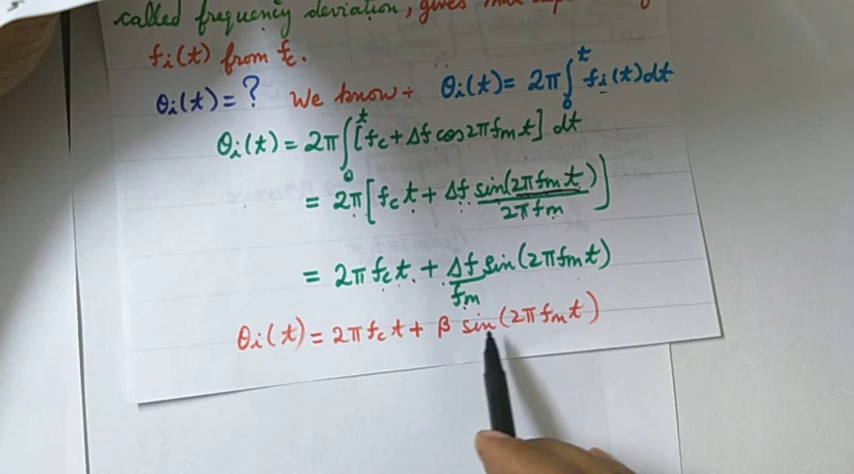 called frequency deviation, gives
fi(t) from fc.
θi(t) = ? We know ÷ θi(t) = 2π∫₀ᵗ fi(t)dt
θi(t) = 2π∫₀ᵗ [fc + Δf cos2πfmt] dt
= 2π[fct + Δf sin(2πfmt)/2πfm]
= 2πfct + Δf/fm sin(2πfmt)
θi(t) = 2πfct + β sin(2πfmt)